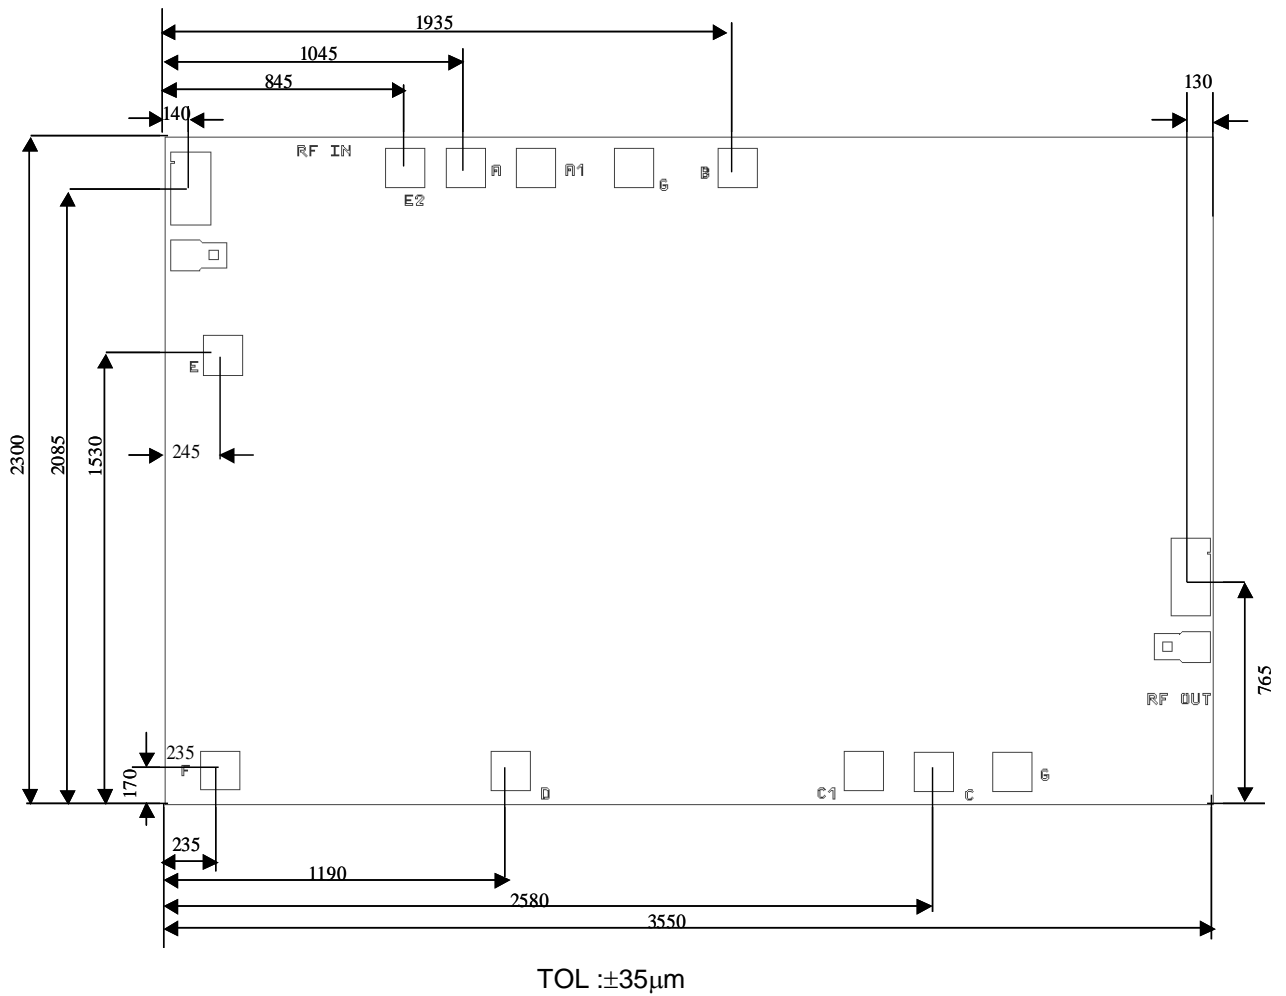 1935
1045
845
140
130
RF IN
A
A1
G
B
E2
E
245
2300
2085
1530
765
RF OUT
235
F
170
D
C1
C
G
235
1190
2580
3550
TOL :±35μm